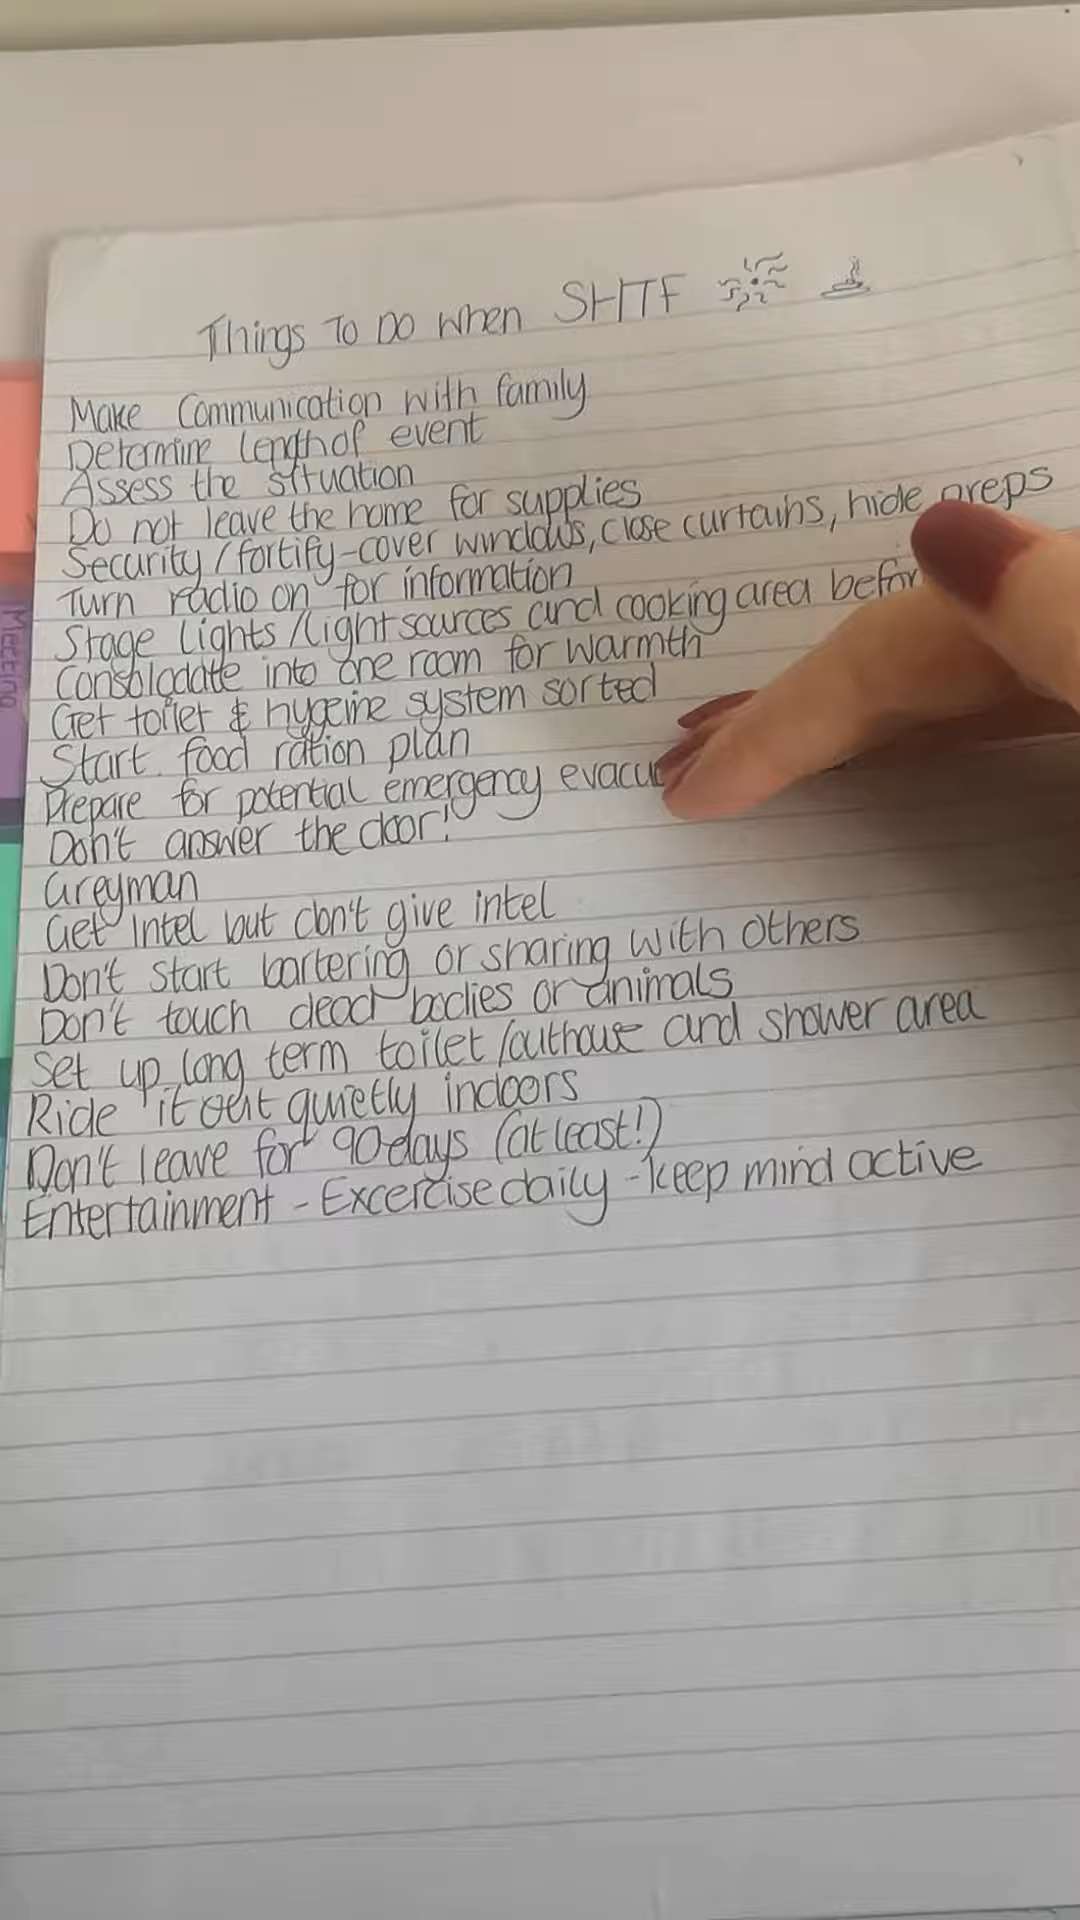 Things To Do when SHTF
Make Communication with family
Determine length of event
Assess the situation
Do not leave the home for supplies
Security / fortify - cover windows, close curtains, hide preps
Turn radio on for information
Stage lights / light sources and cooking area
Consolodate into one room for warmth
Get toilet & hygeine system sorted
Start food ration plan
Prepare for potential emergency
Don't answer the door!
Greyman
Get intel but don't give intel
Don't start bartering or sharing with others
Don't touch dead bodies or animals
Set up long term toilet / outhouse and shower area
Ride it out quietly indoors
Don't leave for 90 days (at least!)
Entertainment - Excercise daily - keep mind active
Meeting